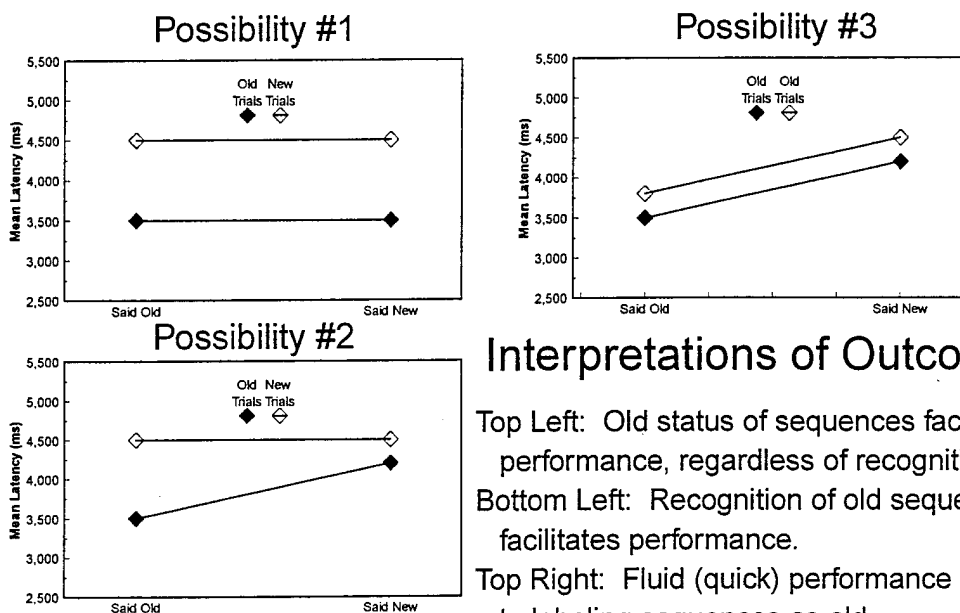 Possibility #1
5,500
5,000
4,500
4,000
3,500
3,000
2,500
Mean Latency (ms)
Old New
Trials Trials
Said Old Said New
Possibility #3
5,500
5,000
4,500
4,000
3,500
3,000
2,500
Mean Latency (ms)
Old Old
Trials Trials
Said Old Said New
Possibility #2
5,500
5,000
4,500
4,000
3,500
3,000
2,500
Mean Latency (ms)
Old New
Trials Trials
Said Old Said New
Interpretations of Outco
Top Left: Old status of sequences fac
performance, regardless of recognit
Bottom Left: Recognition of old seque
facilitates performance.
Top Right: Fluid (quick) performance
labeling sequences as old